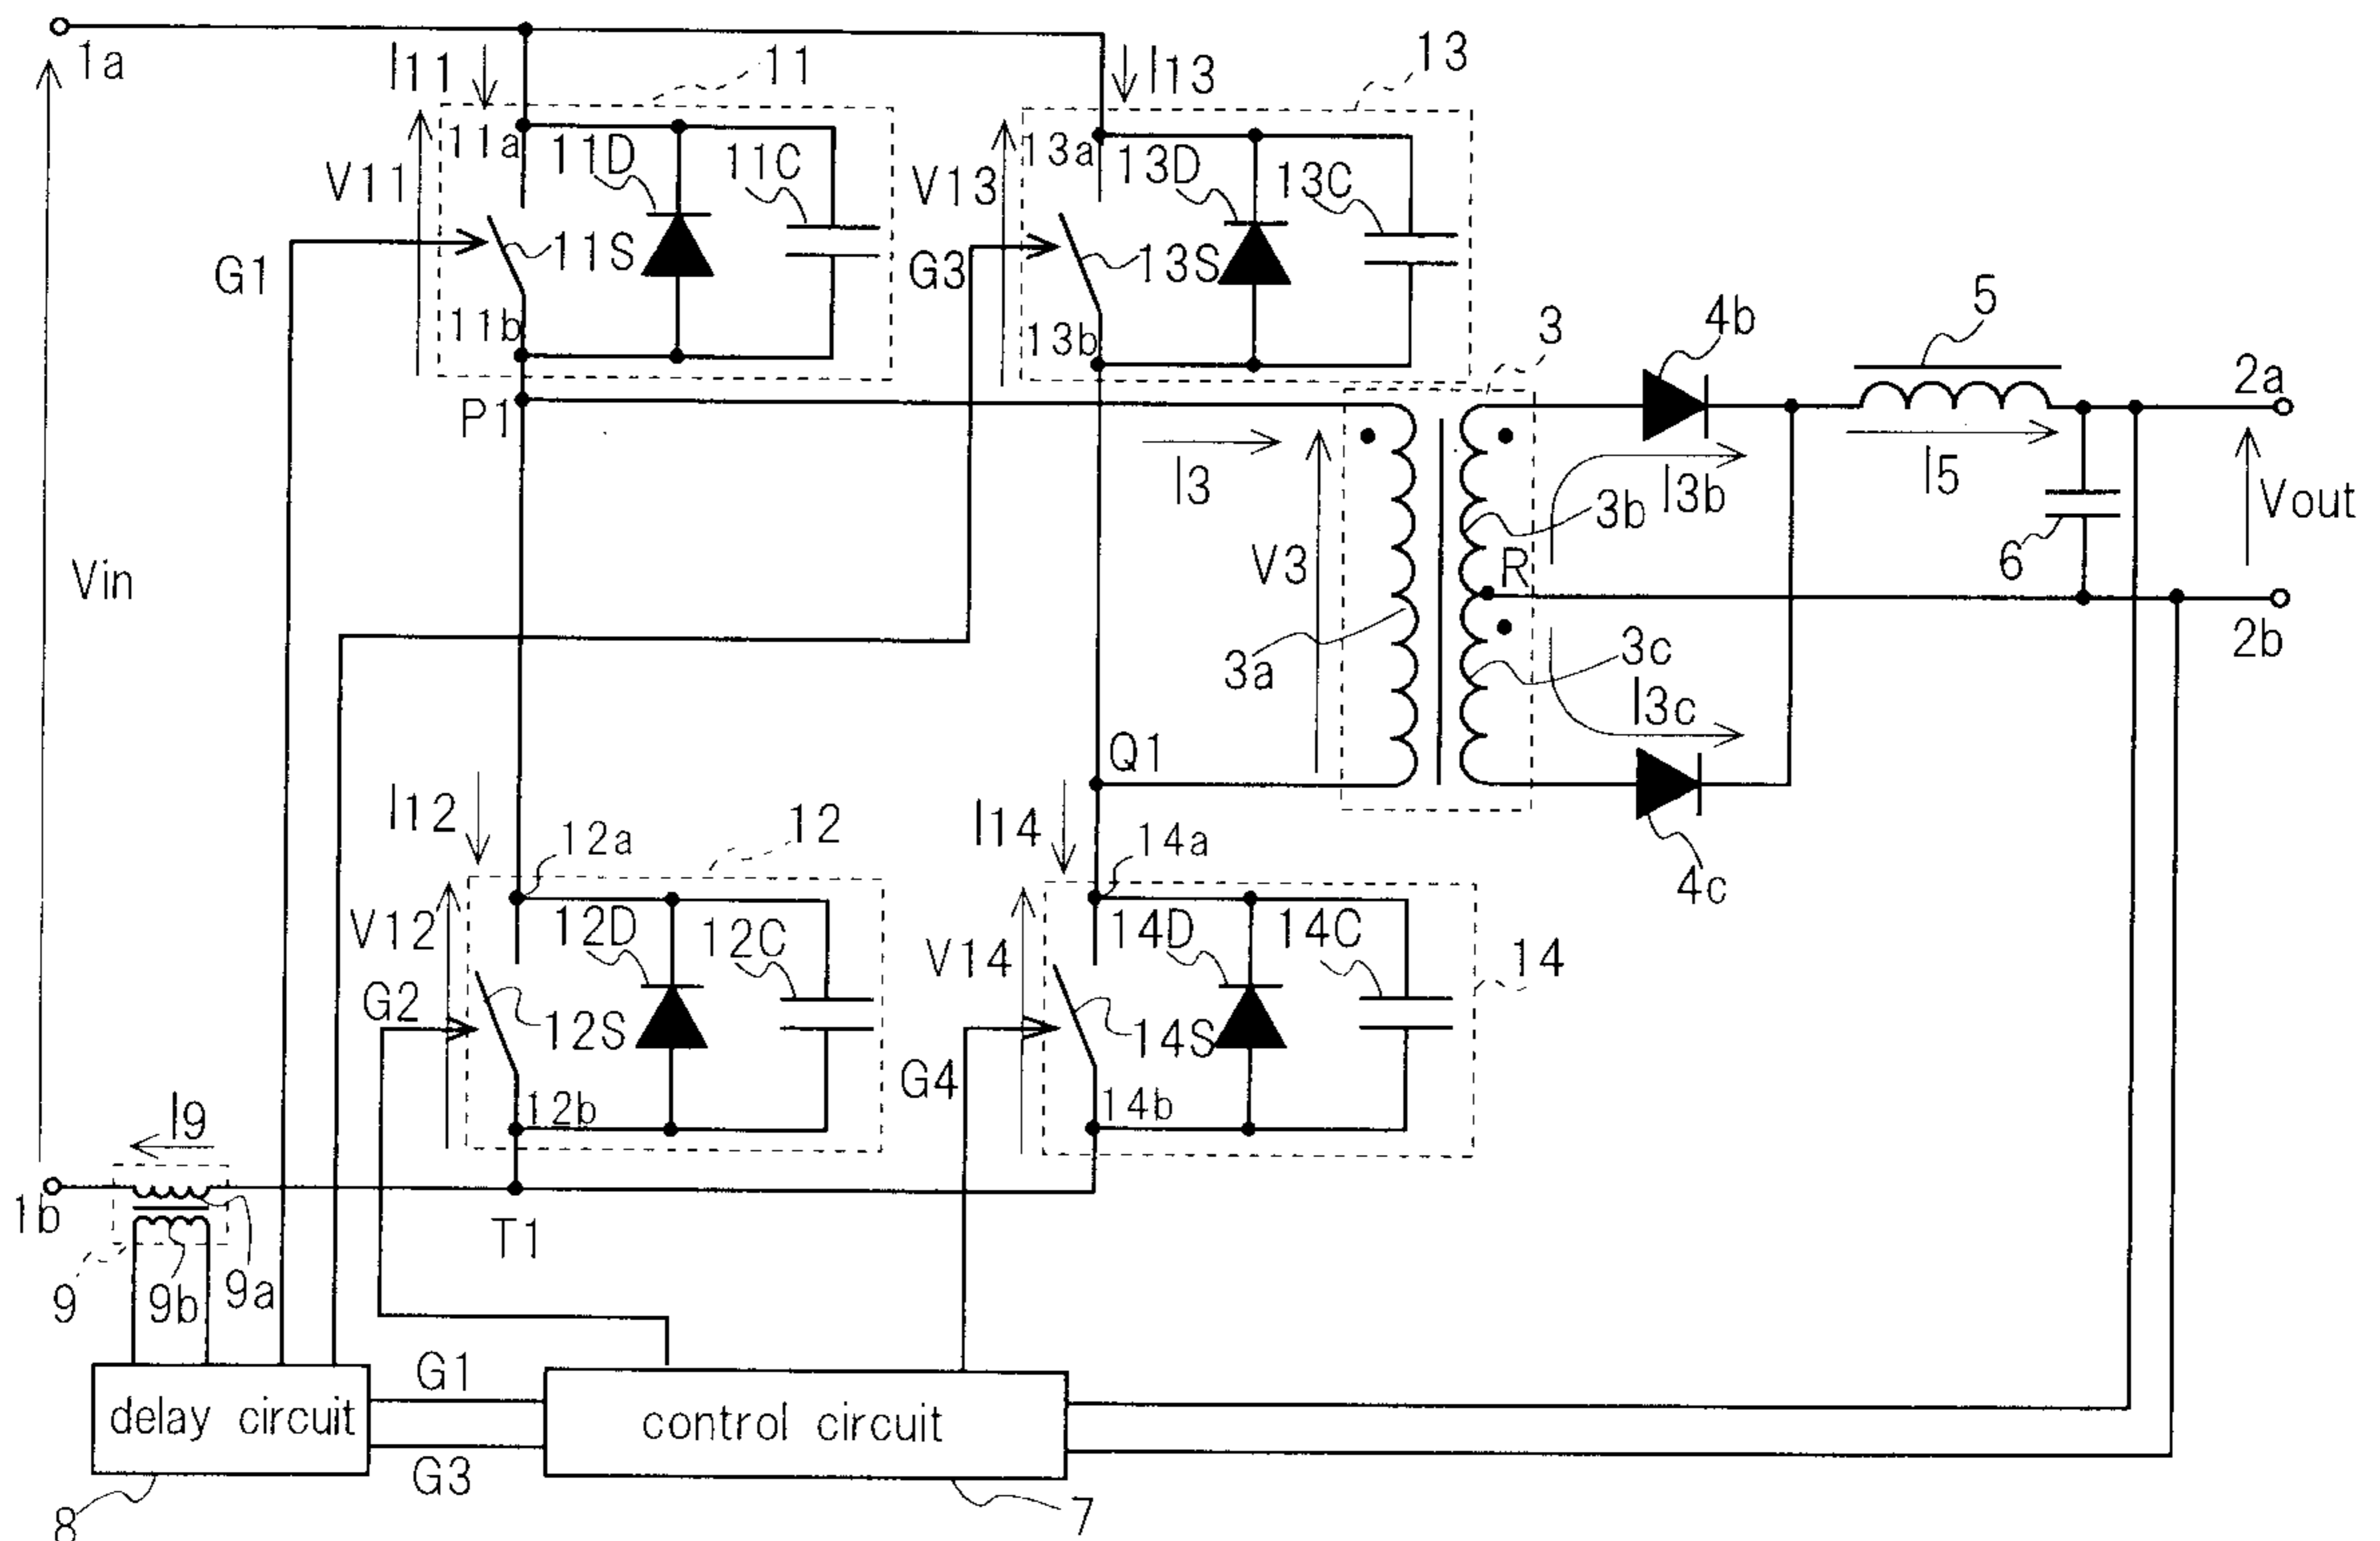 1a
I11
11
I13
13
11a
11D
11C
V11
13a
13D
13C
V13
G1
11S
G3
13S
11b
13b
3
4b
5
2a
P1
I3
I3b
I5
3b
Vout
Vin
V3
R
6
3a
3c
2b
I3c
Q1
I12
12
I14
12a
14a
4c
V12
12D
12C
V14
14D
14C
14
G2
12S
14S
G4
12b
14b
I9
1b
T1
9
9b
9a
G1
delay circuit
control circuit
G3
8
7